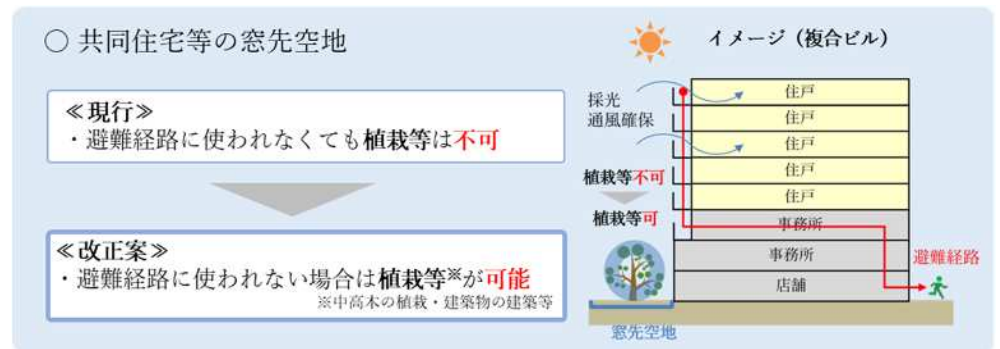 ○ 共同住宅等の窓先空地
≪現行≫
・避難経路に使われなくても植栽等は不可
≪改正案≫
・避難経路に使われない場合は植栽等※が可能
※中高木の植栽・建築物の建築等
イメージ（複合ビル）
採光
通風確保
植栽等不可
植栽等可
住戸
住戸
住戸
住戸
住戸
事務所
事務所
店舗
避難経路
窓先空地